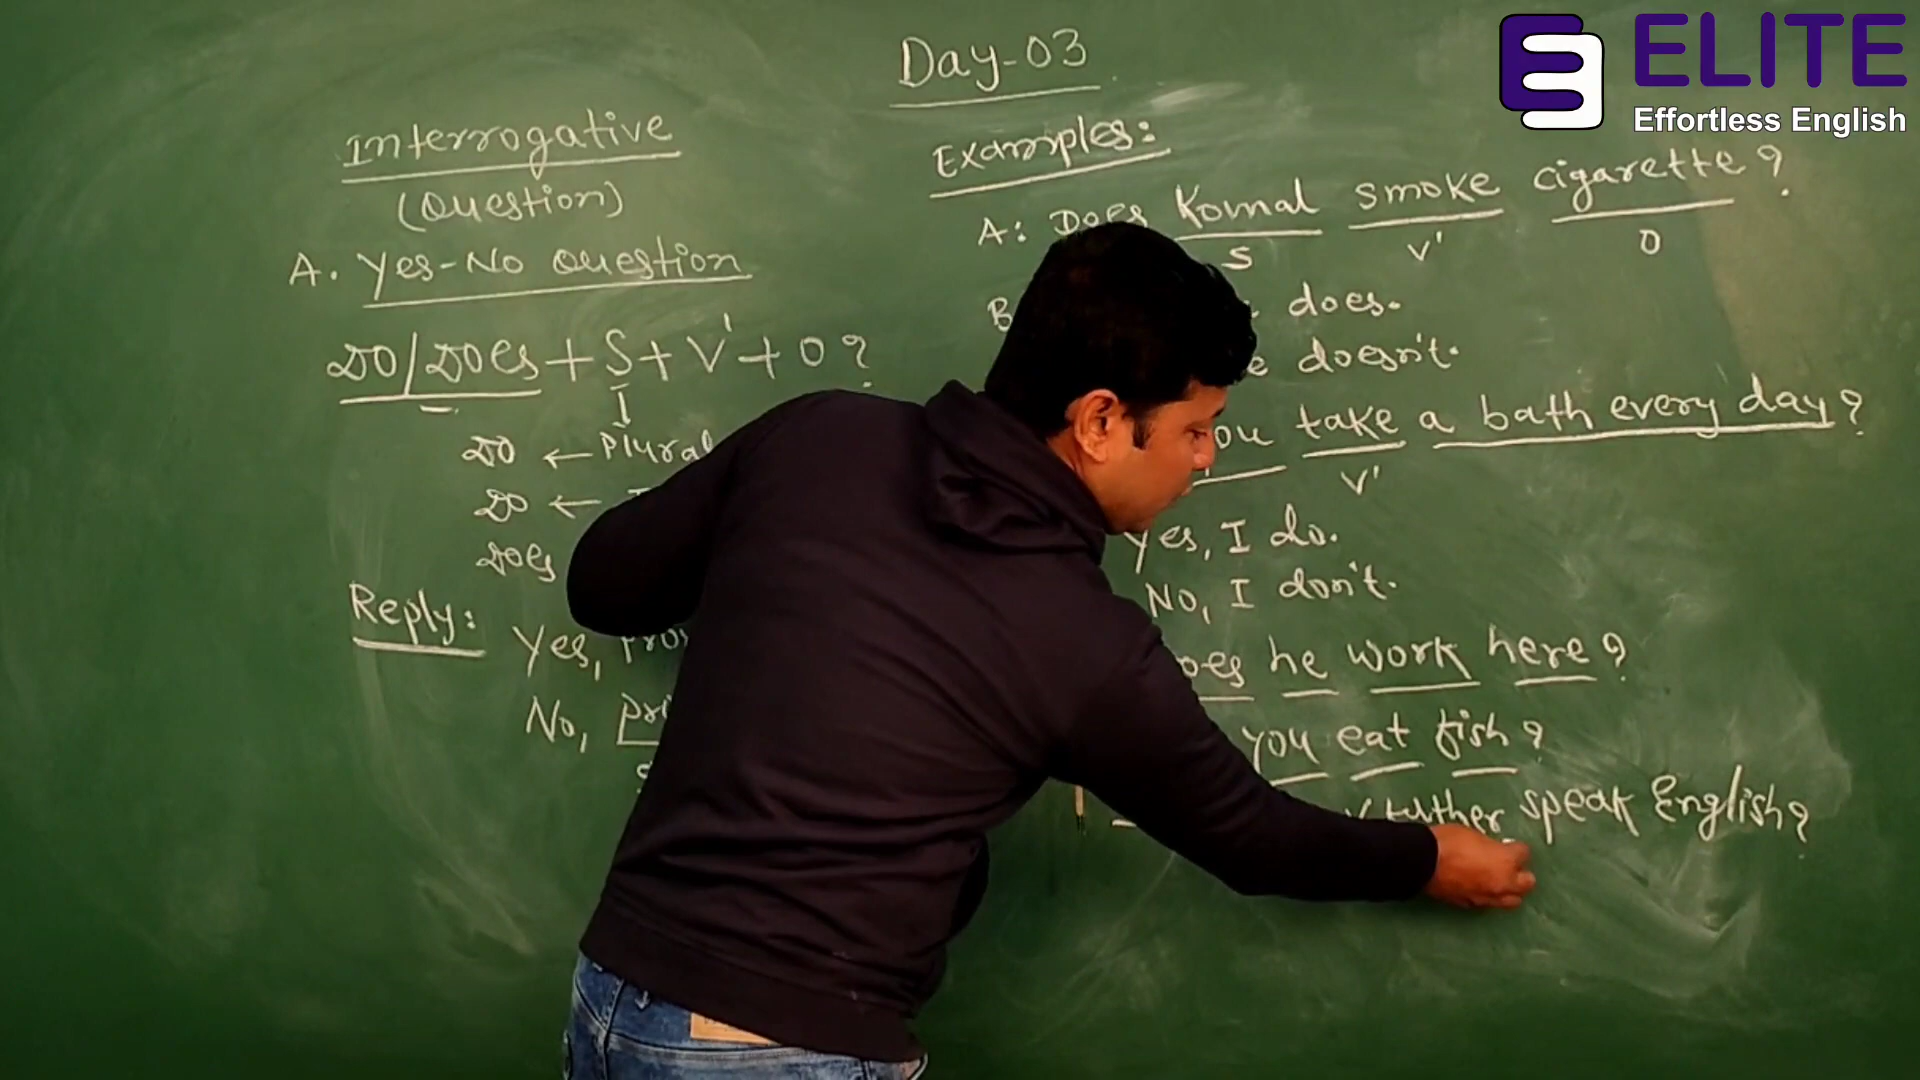 Day-03
ELITE
Effortless English
Interrogative
(Question)
A. Yes-No Question
Do/Does + S + V' + O?
Do ← Plural
Do ←
Does
Reply:
Yes,
No,
Examples:
A: Does Komal smoke cigarette?
S V' O
B does.
doesn't.
take a bath every day?
V'
Yes, I do.
No, I don't.
he work here?
you eat fish?
speak English?